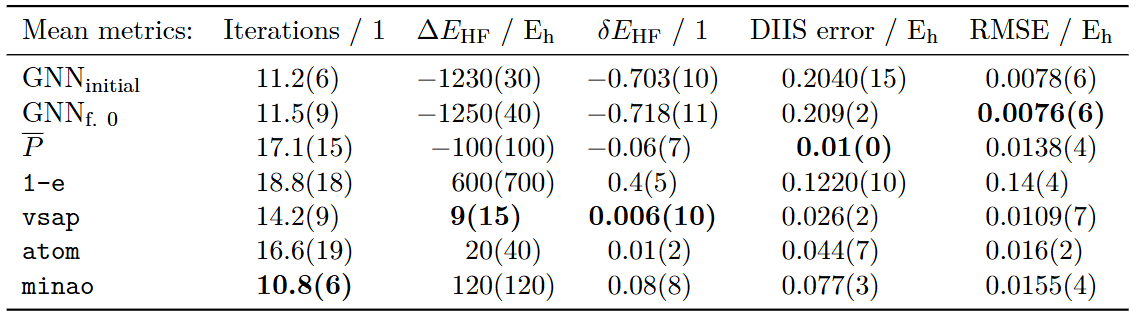 Mean metrics: Iterations / 1 ΔE_HF / E_h δE_HF / 1 DIIS error / E_h RMSE / E_h
GNN_initial 11.2(6) −1230(30) −0.703(10) 0.2040(15) 0.0078(6)
GNN_f. 0 11.5(9) −1250(40) −0.718(11) 0.209(2) 0.0076(6)
P̅ 17.1(15) −100(100) −0.06(7) 0.01(0) 0.0138(4)
1-e 18.8(18) 600(700) 0.4(5) 0.1220(10) 0.14(4)
vsap 14.2(9) 9(15) 0.006(10) 0.026(2) 0.0109(7)
atom 16.6(19) 20(40) 0.01(2) 0.044(7) 0.016(2)
minao 10.8(6) 120(120) 0.08(8) 0.077(3) 0.0155(4)